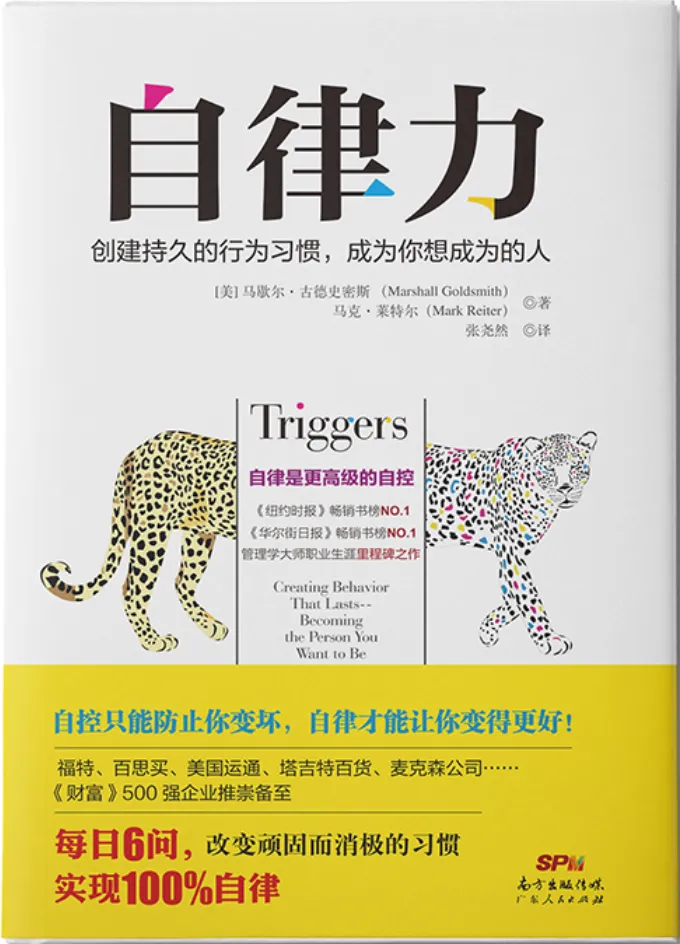 自律力
创建持久的行为习惯，成为你想成为的人
[美] 马歇尔·古德史密斯 （Marshall Goldsmith）
马克·莱特尔（Mark Reiter） ◎著
张尧然 ◎译
Triggers
自律是更高级的自控
《纽约时报》畅销书榜NO.1
《华尔街日报》畅销书榜NO.1
管理学大师职业生涯里程碑之作
Creating Behavior
That Lasts--
Becoming
the Person You
Want to Be
自控只能防止你变坏，自律才能让你变得更好！
福特、百思买、美国运通、塔吉特百货、麦克森公司……
《财富》500 强企业推崇备至
每日6问，改变顽固而消极的习惯
实现100%自律
SPM
南方出版传媒
广东人民出版社